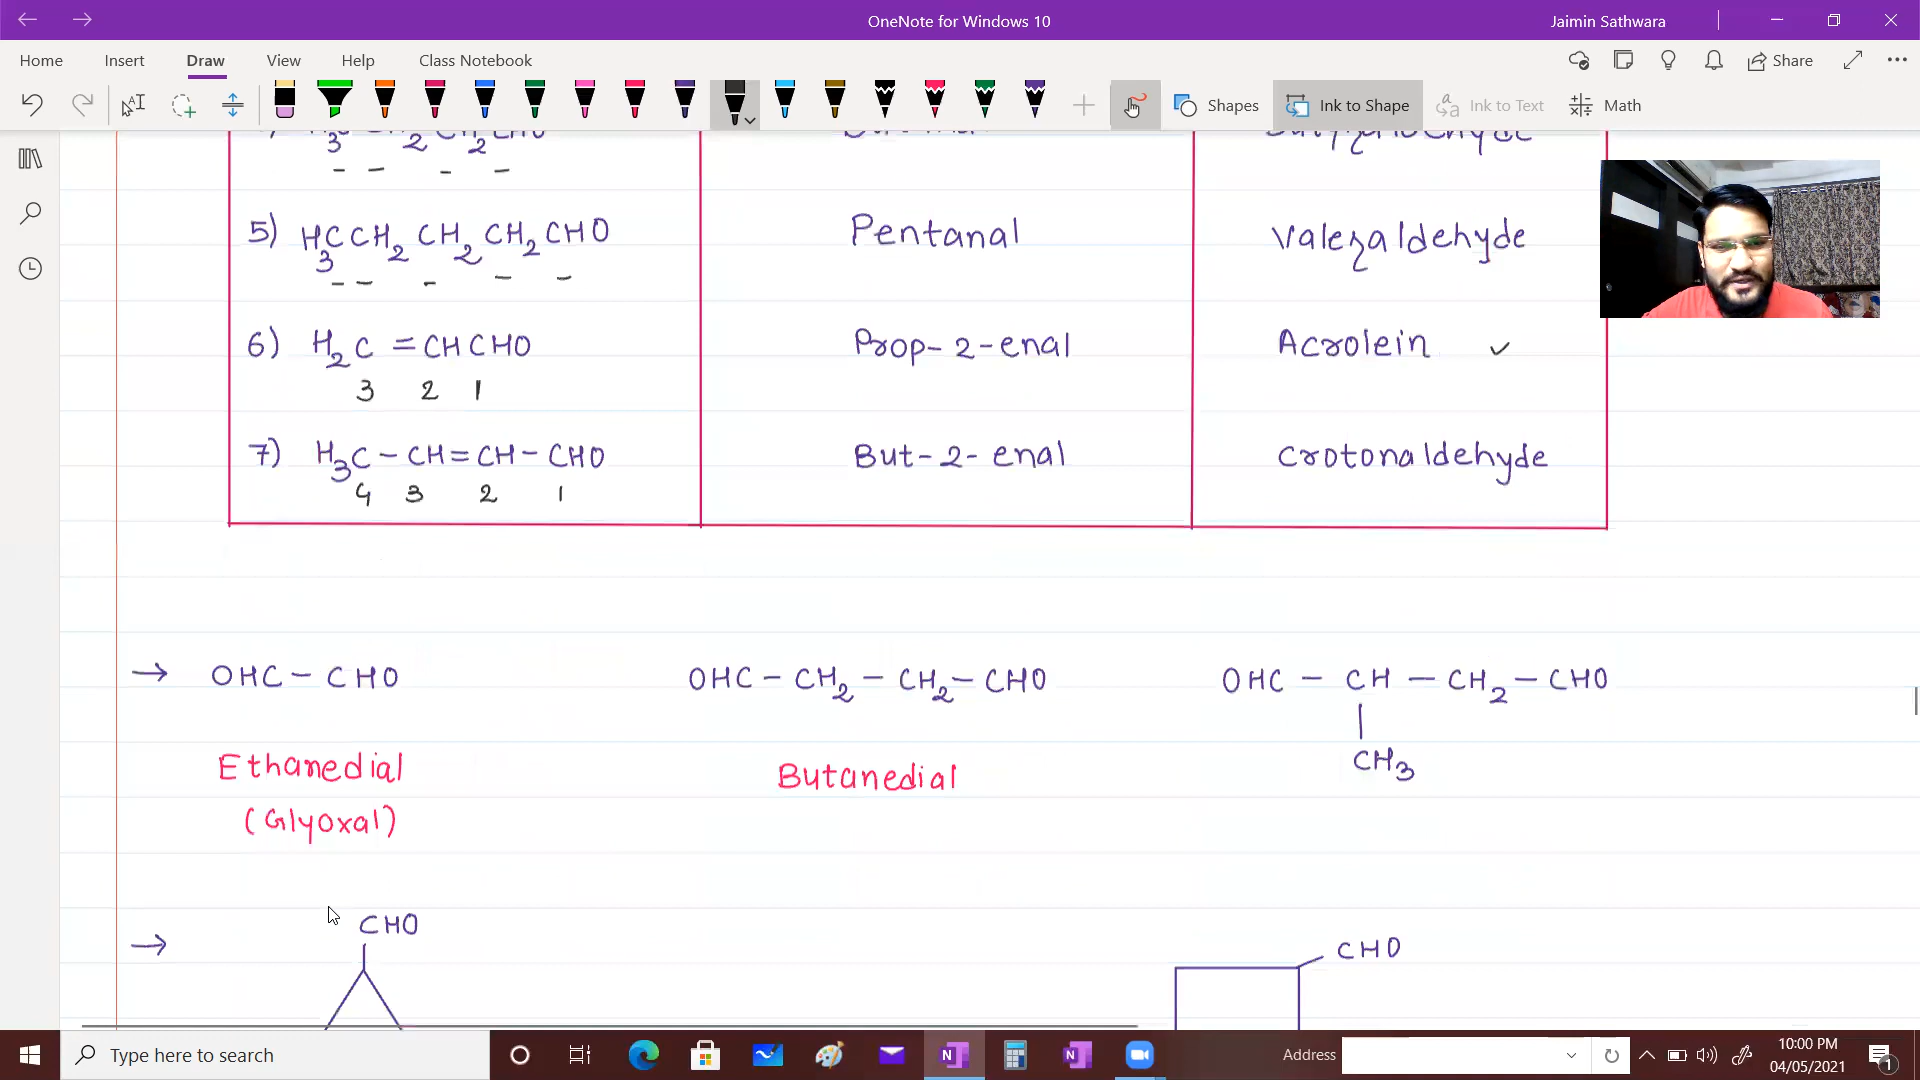 OneNote for Windows 10
Jaimin Sathwara
Home Insert Draw View Help Class Notebook
Share
Shapes Ink to Shape Ink to Text Math
5) H3CCH2CH2CH2CHO Pentanal Valeraldehyde
6) H2C=CHCHO Prop-2-enal Acrolein ✓
3 2 1
7) H3C-CH=CH-CHO But-2-enal Crotonaldehyde
4 3 2 1
→ OHC-CHO OHC-CH2-CH2-CHO OHC-CH-CH2-CHO
CH3
Ethanedial Butanedial
(Glyoxal)
→ CHO CHO
Type here to search
Address
10:00 PM
04/05/2021
1